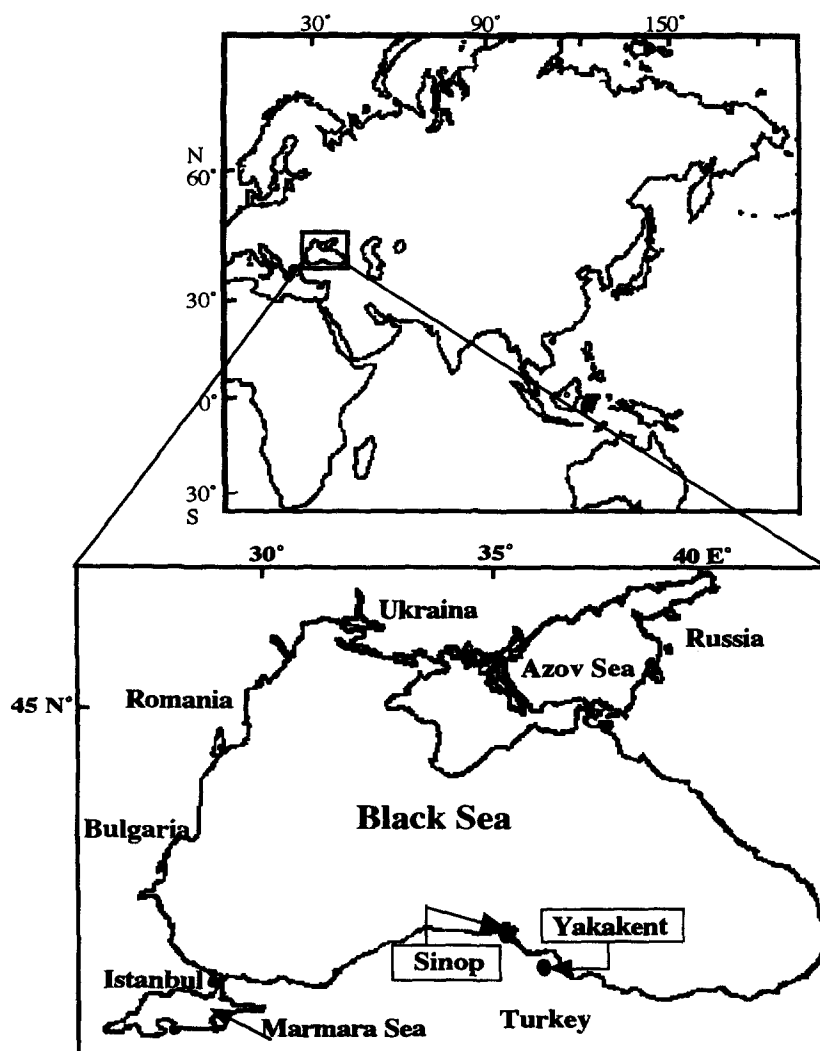 30° 90° 150°
N
60°
30°
0°
30°
S
30° 35° 40 E°
Ukraina
Russia
Azov Sea
Romania
45 N°
Black Sea
Bulgaria
Yakakent
Sinop
Istanbul
Turkey
Marmara Sea